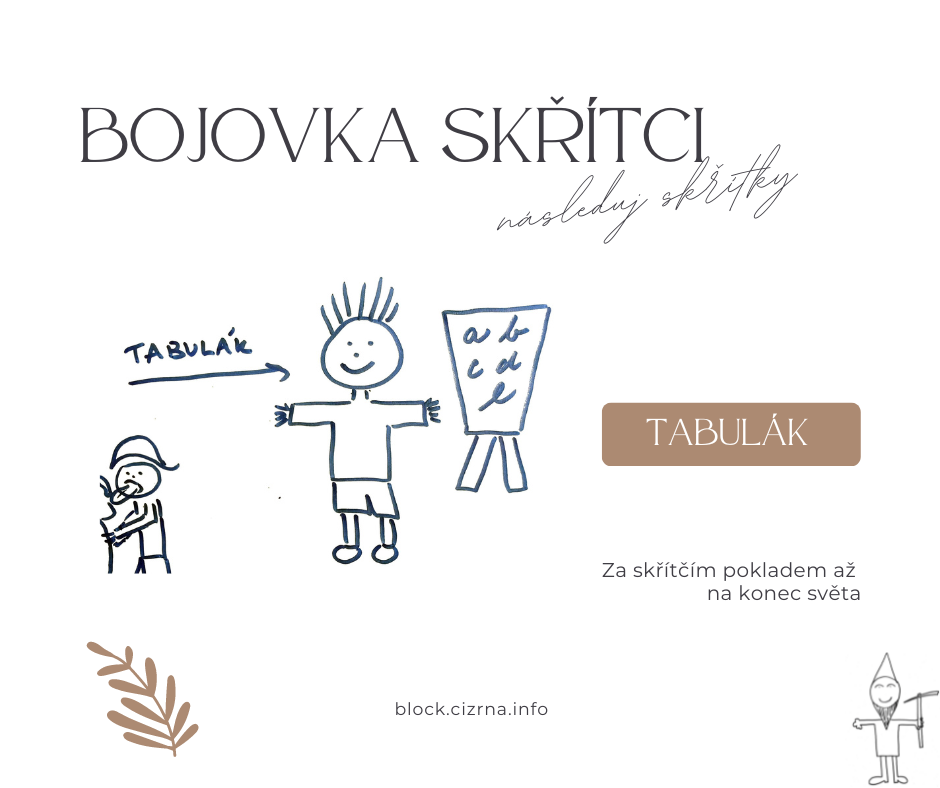 BOJOVKA SKŘÍTCI
následuj skřítky
TABULÁK
a b
c d
e
TABULÁK
Za skřítčím pokladem až
na konec světa
block.cizrna.info